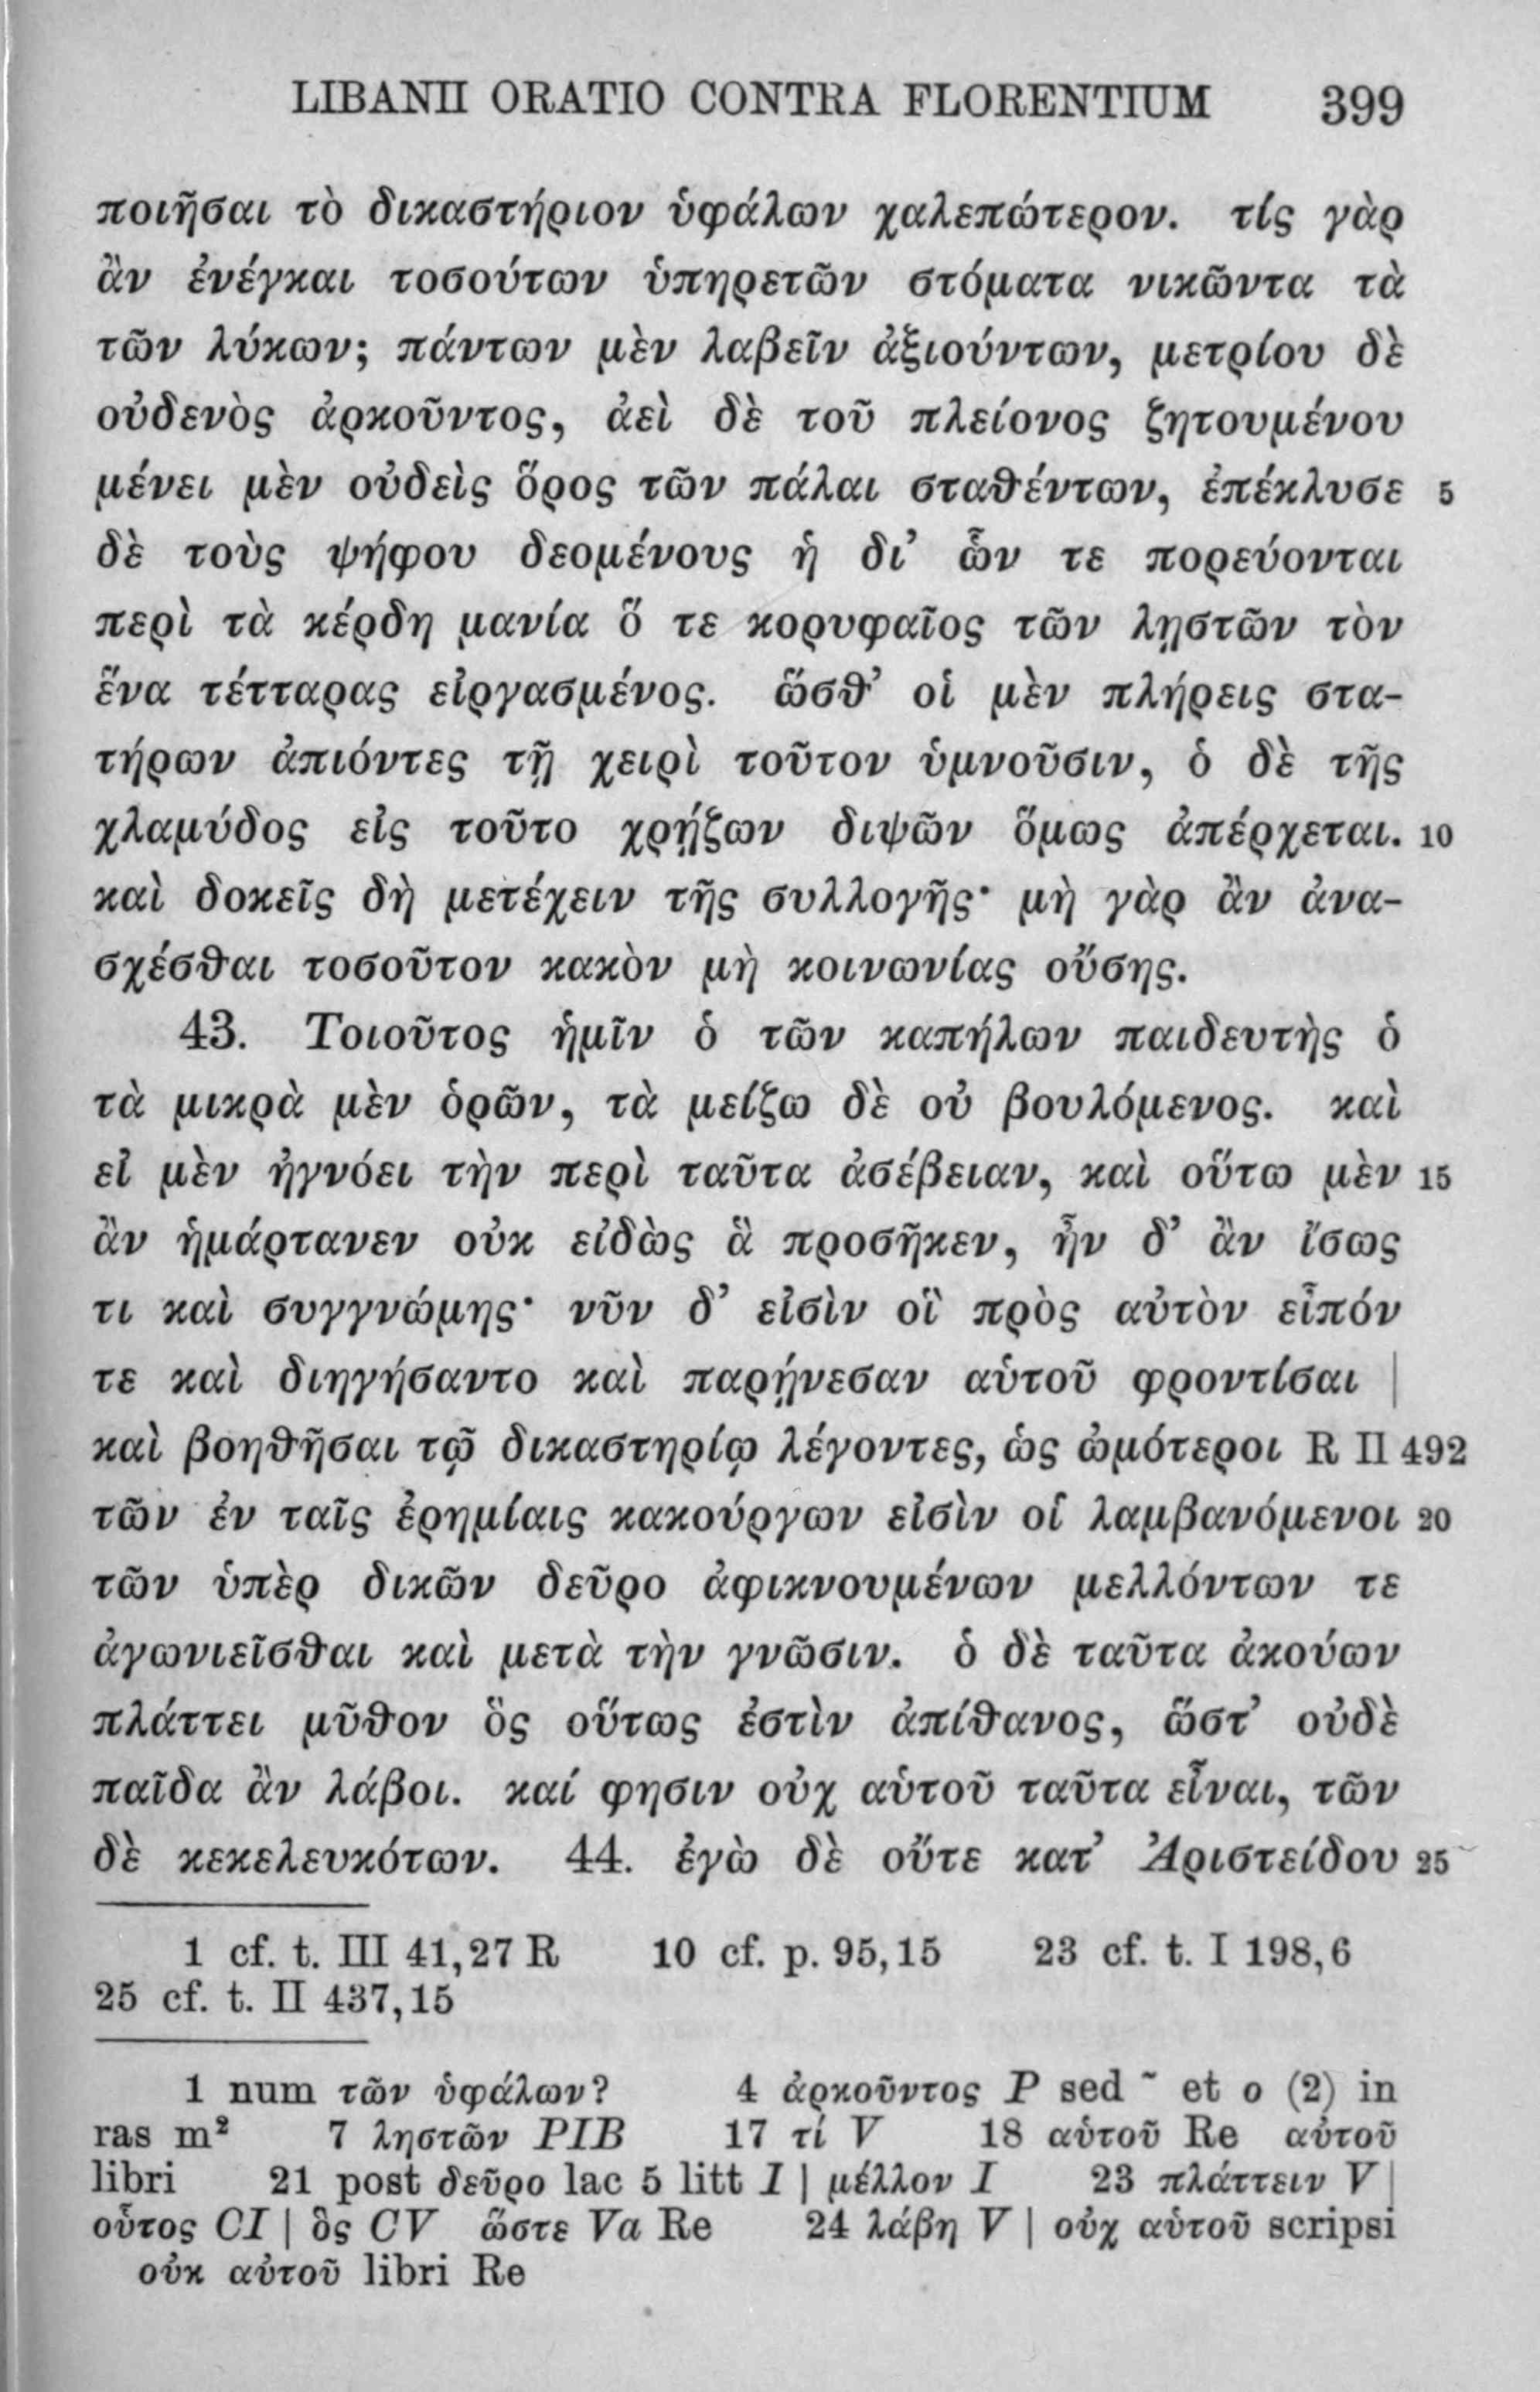 LIBANII ORATIO CONTRA FLORENTIUM 399
ποιῆσαι τὸ δικαστήριον ὑφάλων χαλεπώτερον. τίς γὰρ
ἂν ἐνέγκαι τοσούτων ὑπηρετῶν στόματα νικῶντα τὰ
τῶν λύκων; πάντων μὲν λαβεῖν ἀξιούντων, μετρίου δὲ
οὐδενὸς ἀρκοῦντος, ἀεὶ δὲ τοῦ πλείονος ζητουμένου
μένει μὲν οὐδεὶς ὅρος τῶν πάλαι σταθέντων, ἐπέκλυσε 5
δὲ τοὺς ψήφου δεομένους ἡ δι’ ὧν τε πορεύονται
περὶ τὰ κέρδη μανία ὅ τε κορυφαῖος τῶν λῃστῶν τὸν
ἕνα τέτταρας εἰργασμένος. ὥσθ’ οἱ μὲν πλήρεις στα-
τήρων ἀπιόντες τῇ χειρὶ τοῦτον ὑμνοῦσιν, ὁ δὲ τῆς
χλαμύδος εἰς τοῦτο χρῄζων διψῶν ὅμως ἀπέρχεται. 10
καὶ δοκεῖς δὴ μετέχειν τῆς συλλογῆς· μὴ γὰρ ἂν ἀνα-
σχέσθαι τοσοῦτον κακὸν μὴ κοινωνίας οὔσης.
43. Τοιοῦτος ἡμῖν ὁ τῶν καπήλων παιδευτὴς ὁ
τὰ μικρὰ μὲν ὁρῶν, τὰ μείζω δὲ οὐ βουλόμενος. καὶ
εἰ μὲν ἠγνόει τὴν περὶ ταῦτα ἀσέβειαν, καὶ οὕτω μὲν 15
ἂν ἡμάρτανεν οὐκ εἰδὼς ἃ προσῆκεν, ἦν δ’ ἂν ἴσως
τι καὶ συγγνώμης· νῦν δ’ εἰσὶν οἳ πρὸς αὐτὸν εἶπόν
τε καὶ διηγήσαντο καὶ παρῄνεσαν αὑτοῦ φροντίσαι |
καὶ βοηθῆσαι τῷ δικαστηρίῳ λέγοντες, ὡς ὠμότεροι R II 492
τῶν ἐν ταῖς ἐρημίαις κακούργων εἰσὶν οἱ λαμβανόμενοι 20
τῶν ὑπὲρ δικῶν δεῦρο ἀφικνουμένων μελλόντων τε
ἀγωνιεῖσθαι καὶ μετὰ τὴν γνῶσιν. ὁ δὲ ταῦτα ἀκούων
πλάττει μῦθον ὃς οὕτως ἐστὶν ἀπίθανος, ὥστ’ οὐδὲ
παῖδα ἂν λάβοι. καί φησιν οὐχ αὑτοῦ ταῦτα εἶναι, τῶν
δὲ κεκελευκότων. 44. ἐγὼ δὲ οὔτε κατ’ Ἀριστείδου 25
1 cf. t. III 41,27 R 10 cf. p. 95,15 23 cf. t. I 198,6
25 cf. t. II 437,15
1 num τῶν ὑφάλων? 4 ἀρκοῦντος P sed ˜ et ο (2) in
ras m² 7 ληστῶν PIB 17 τί V 18 αὑτοῦ Re αὐτοῦ
libri 21 post δεῦρο lac 5 litt I | μέλλον I 23 πλάττειν V |
οὗτος CI | ὃς CV ὥστε Va Re 24 λάβη V | οὐχ αὑτοῦ scripsi
οὐκ αὐτοῦ libri Re